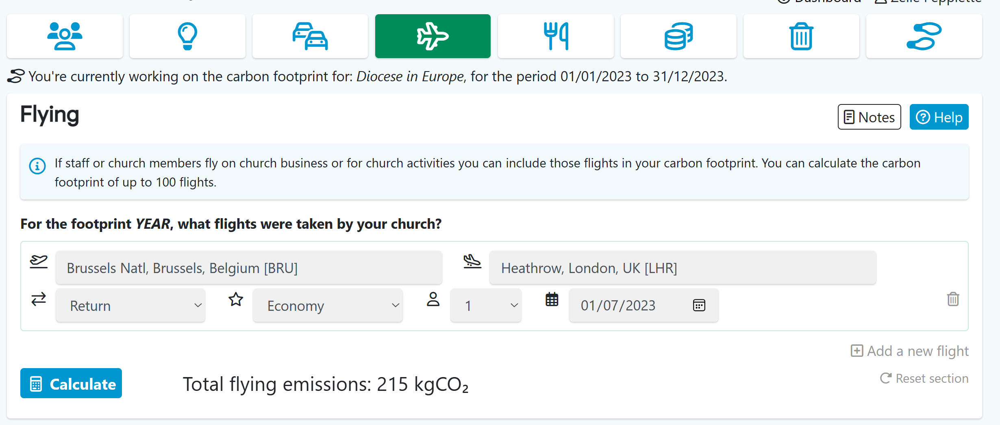 Dashboard
You're currently working on the carbon footprint for: Diocese in Europe, for the period 01/01/2023 to 31/12/2023.
Flying
Notes
Help
If staff or church members fly on church business or for church activities you can include those flights in your carbon footprint. You can calculate the carbon
footprint of up to 100 flights.
For the footprint YEAR, what flights were taken by your church?
Brussels Natl, Brussels, Belgium [BRU]
Heathrow, London, UK [LHR]
Return
Economy
1
01/07/2023
Add a new flight
Calculate
Total flying emissions: 215 kgCO₂
Reset section